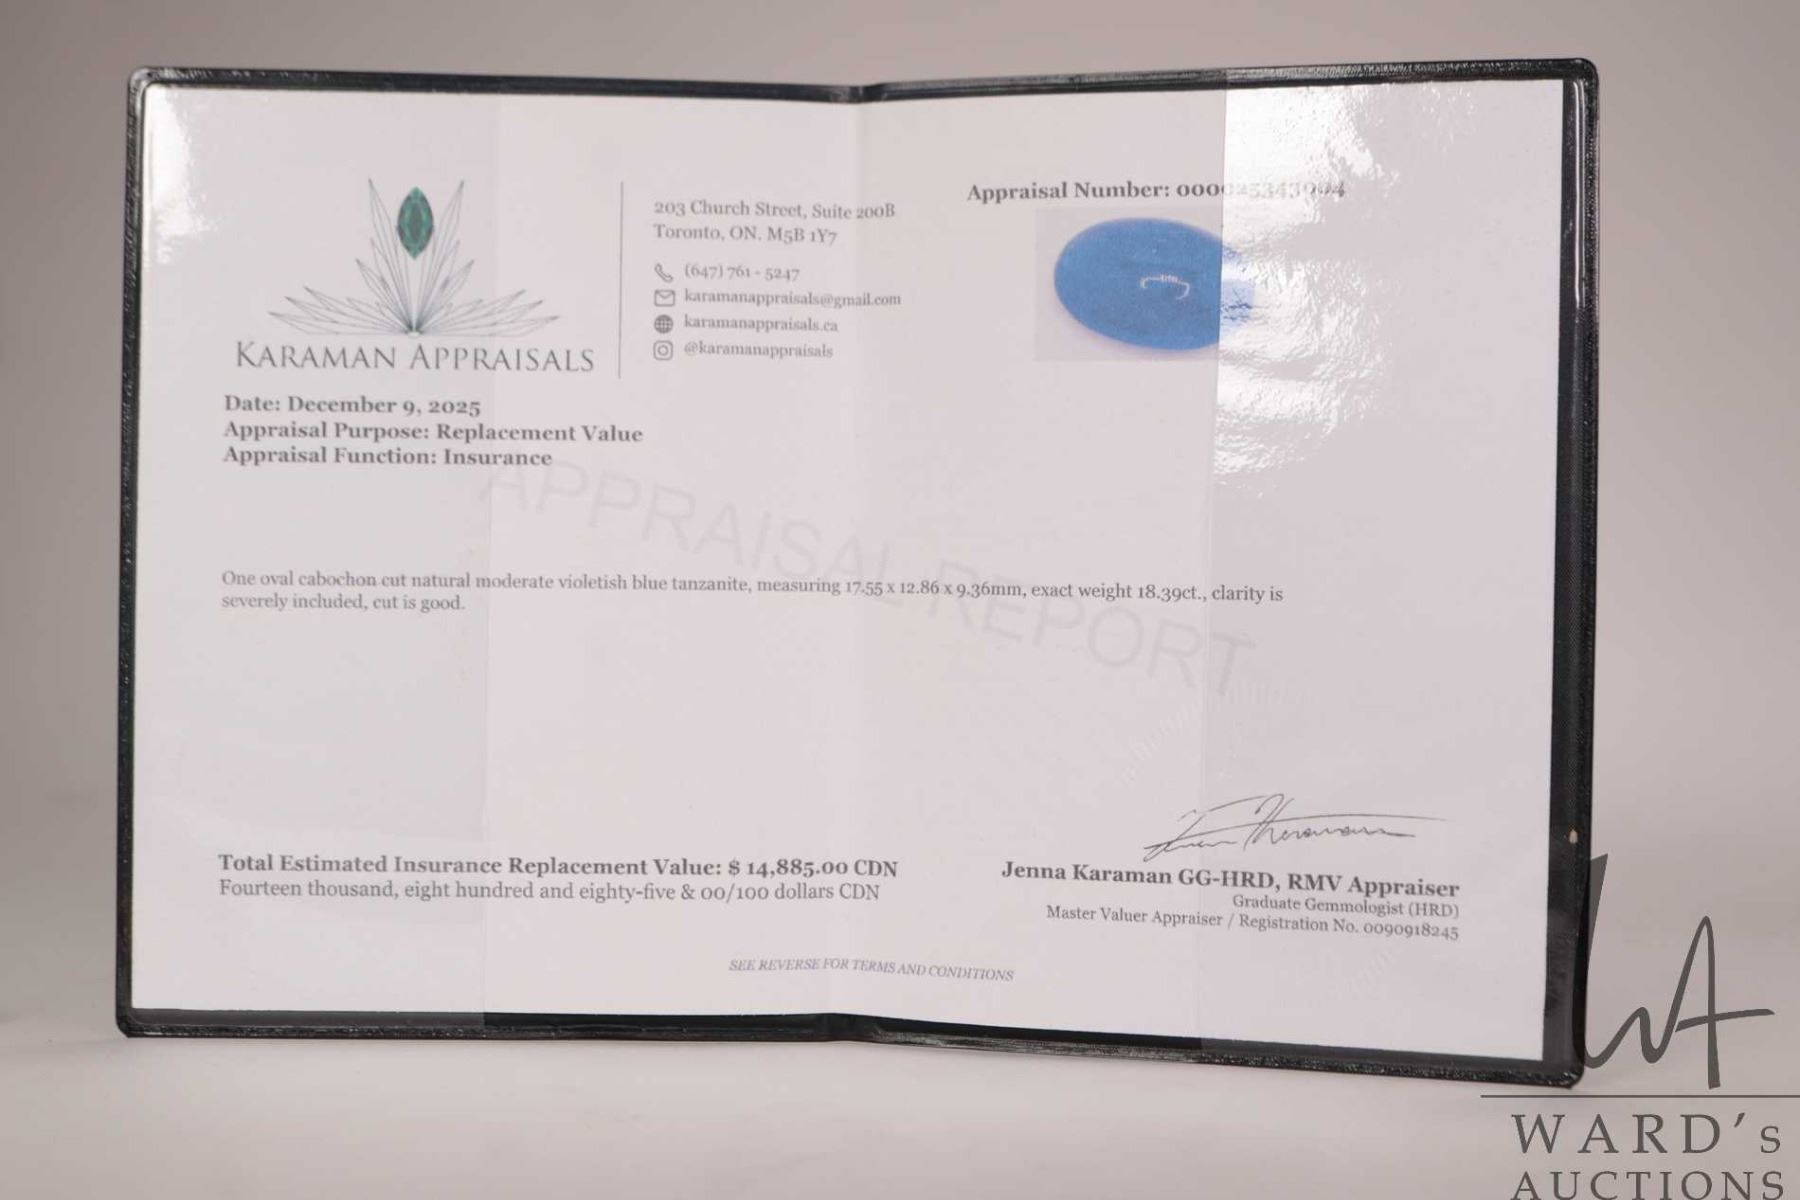 KARAMAN APPRAISALS
203 Church Street, Suite 200B
Toronto, ON. M5B 1Y7
(647) 761 - 5247
karamanappraisals@gmail.com
karamanappraisals.ca
@karamanappraisals
Appraisal Number: 000025343004
Date: December 9, 2025
Appraisal Purpose: Replacement Value
Appraisal Function: Insurance
APPRAISAL REPORT
One oval cabochon cut natural moderate violetish blue tanzanite, measuring 17.55 x 12.86 x 9.36mm, exact weight 18.39ct., clarity is
severely included, cut is good.
Total Estimated Insurance Replacement Value: $ 14,885.00 CDN
Fourteen thousand, eight hundred and eighty-five & 00/100 dollars CDN
Jenna Karaman GG-HRD, RMV Appraiser
Graduate Gemmologist (HRD)
Master Valuer Appraiser / Registration No. 0090918245
SEE REVERSE FOR TERMS AND CONDITIONS
WA
WARD's
AUCTIONS